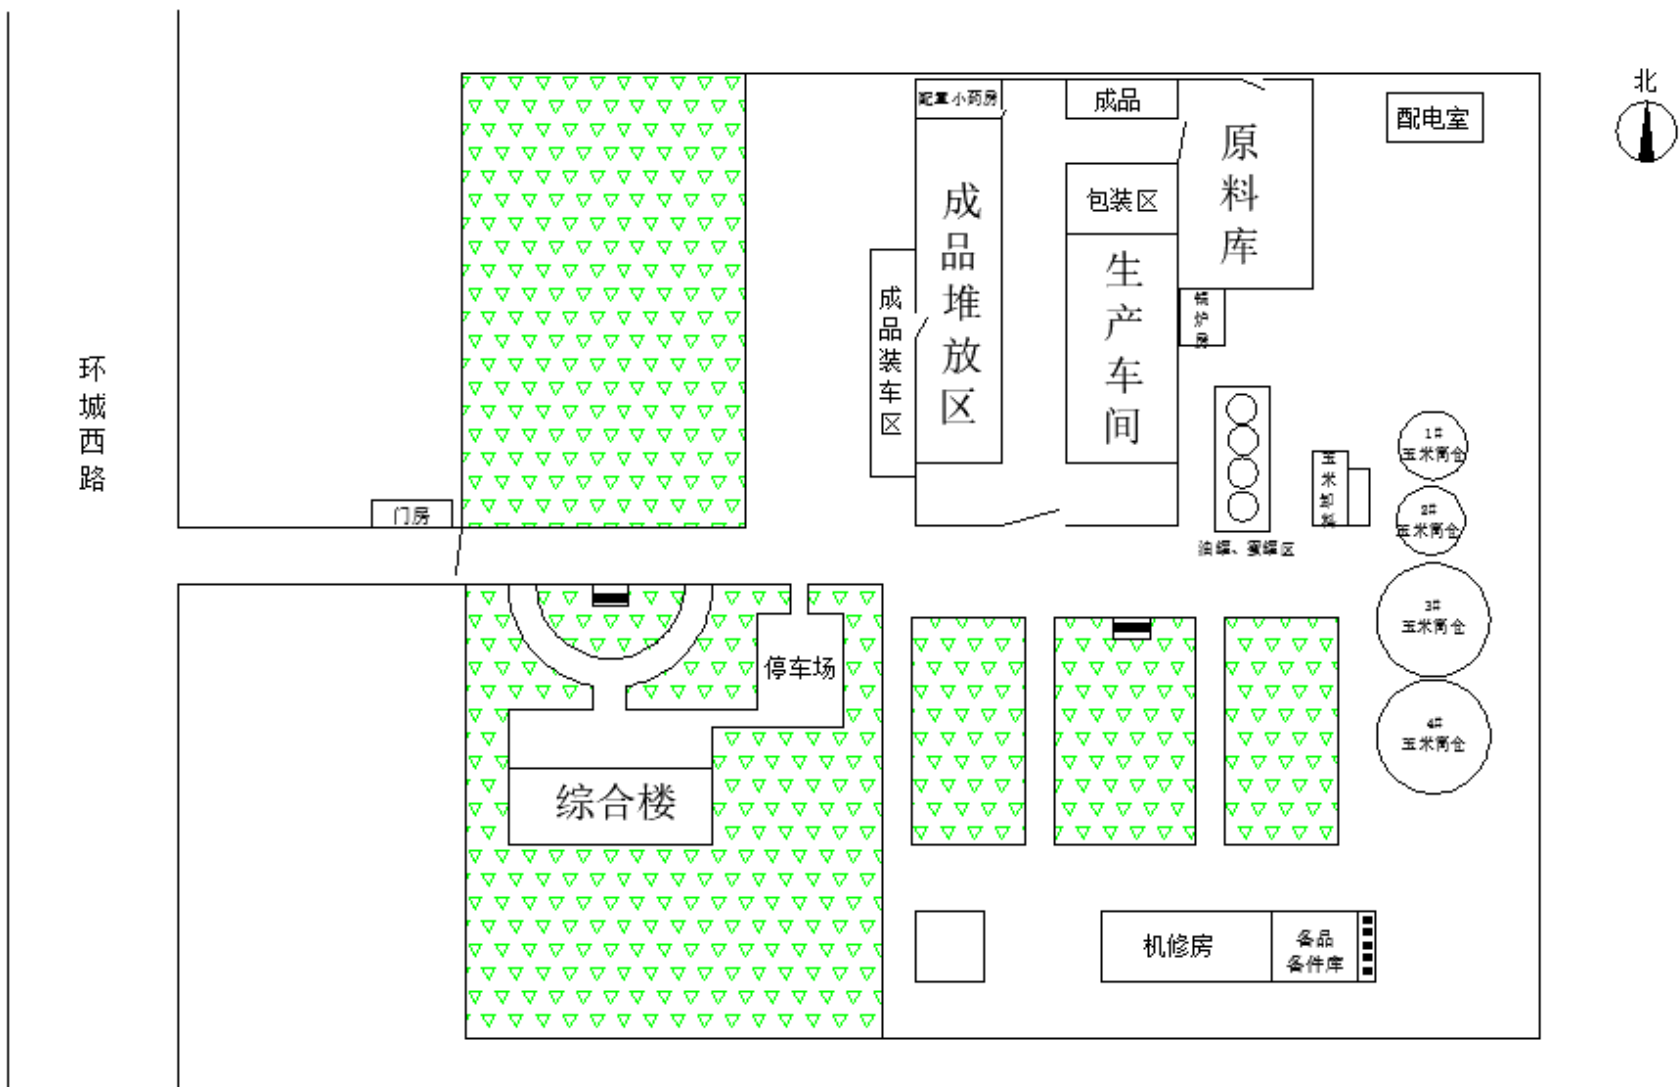 北
配置小药房
成品
配电室
原料库
成品堆放区
包装区
生产车间
成品装车区
锅炉房
环城西路
1#
玉米筒仓
玉米卸料
门房
2#
玉米筒仓
油罐、蜜罐区
3#
玉米筒仓
停车场
4#
玉米筒仓
综合楼
机修房
备品
备件库